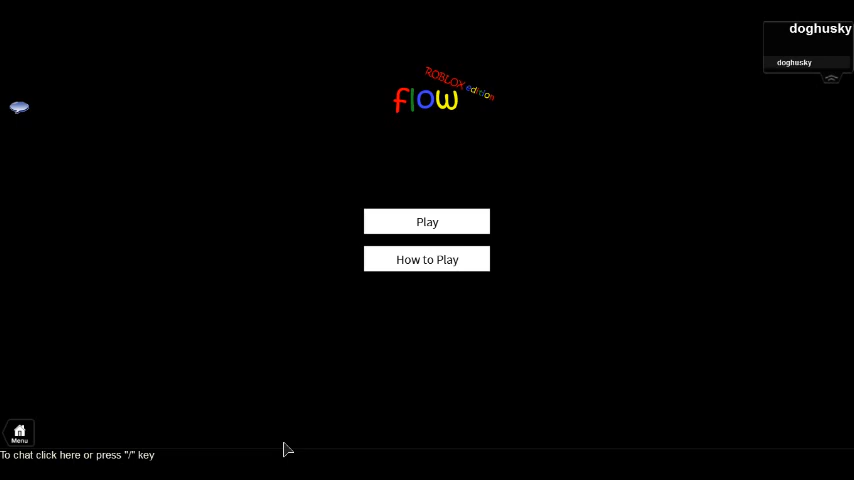 doghusky
doghusky
ROBLOX edition
flow
Play
How to Play
Menu
To chat click here or press "/" key